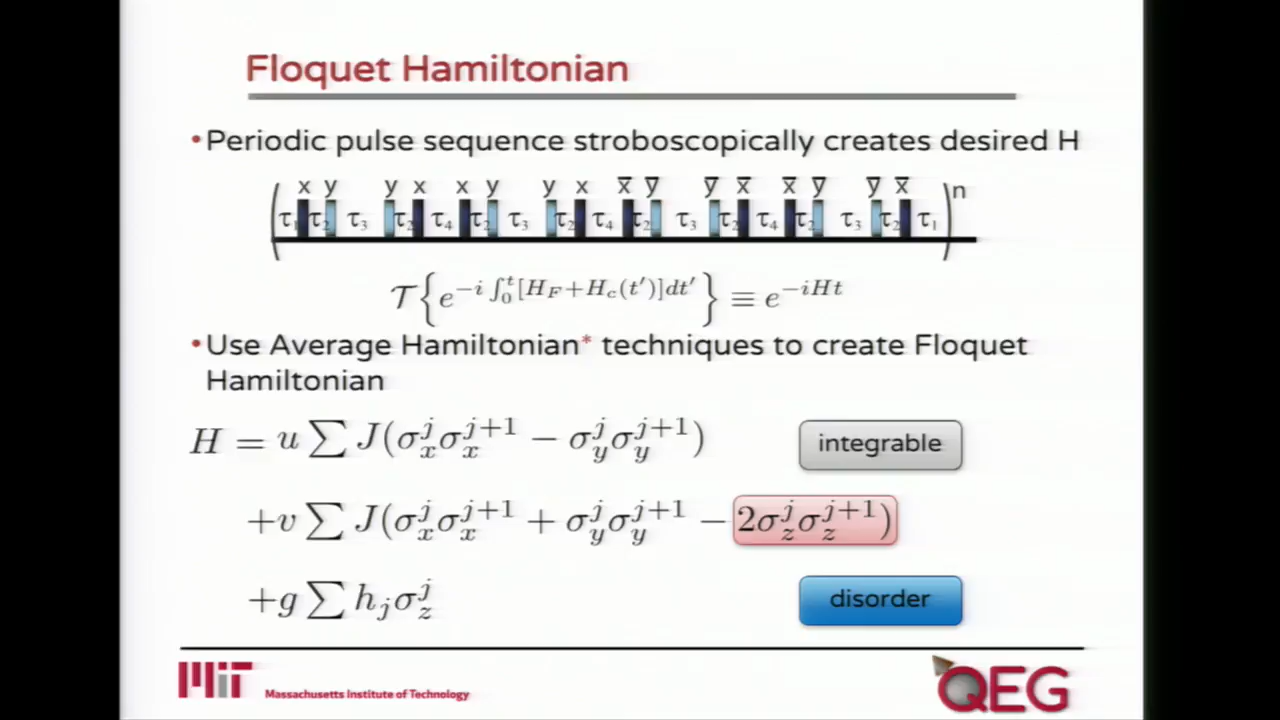 Floquet Hamiltonian
•Periodic pulse sequence stroboscopically creates desired H
x y y x x y y x x̅ y̅ y̅ x̅ x̅ y̅ y̅ x̅
( τ₁ τ₂ τ₃ τ₂ τ₄ τ₂ τ₃ τ₂ τ₄ τ₂ τ₃ τ₂ τ₄ τ₂ τ₃ τ₂ τ₁ )ⁿ
𝒯{e^{-i ∫_0^t [H_F+H_c(t′)]dt′}} ≡ e^{-iHt}
•Use Average Hamiltonian* techniques to create Floquet
Hamiltonian
H = u ∑ J(σ_x^j σ_x^{j+1} − σ_y^j σ_y^{j+1}) integrable
+v ∑ J(σ_x^j σ_x^{j+1} + σ_y^j σ_y^{j+1} − 2σ_z^j σ_z^{j+1})
+g ∑ h_j σ_z^j disorder
MIT Massachusetts Institute of Technology QEG